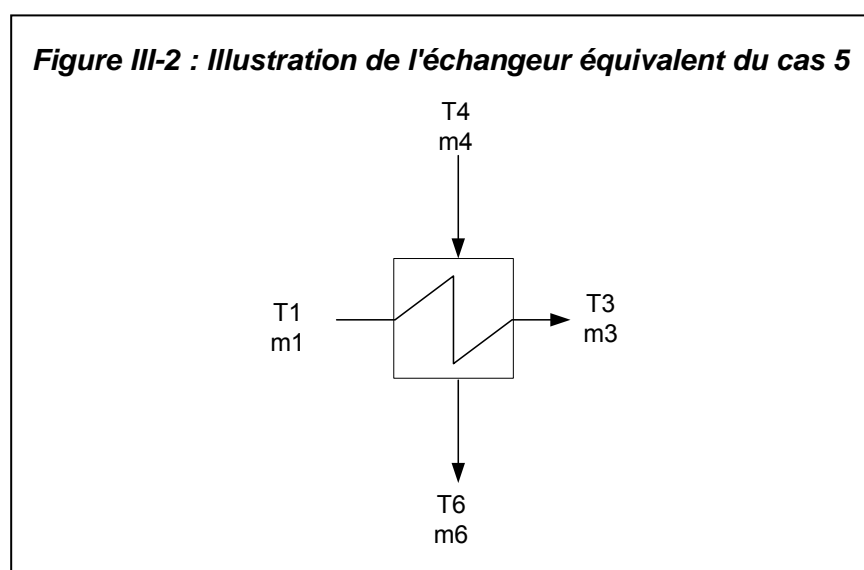 Figure III-2 : Illustration de l'échangeur équivalent du cas 5
T4
m4
T1
m1
T3
m3
T6
m6